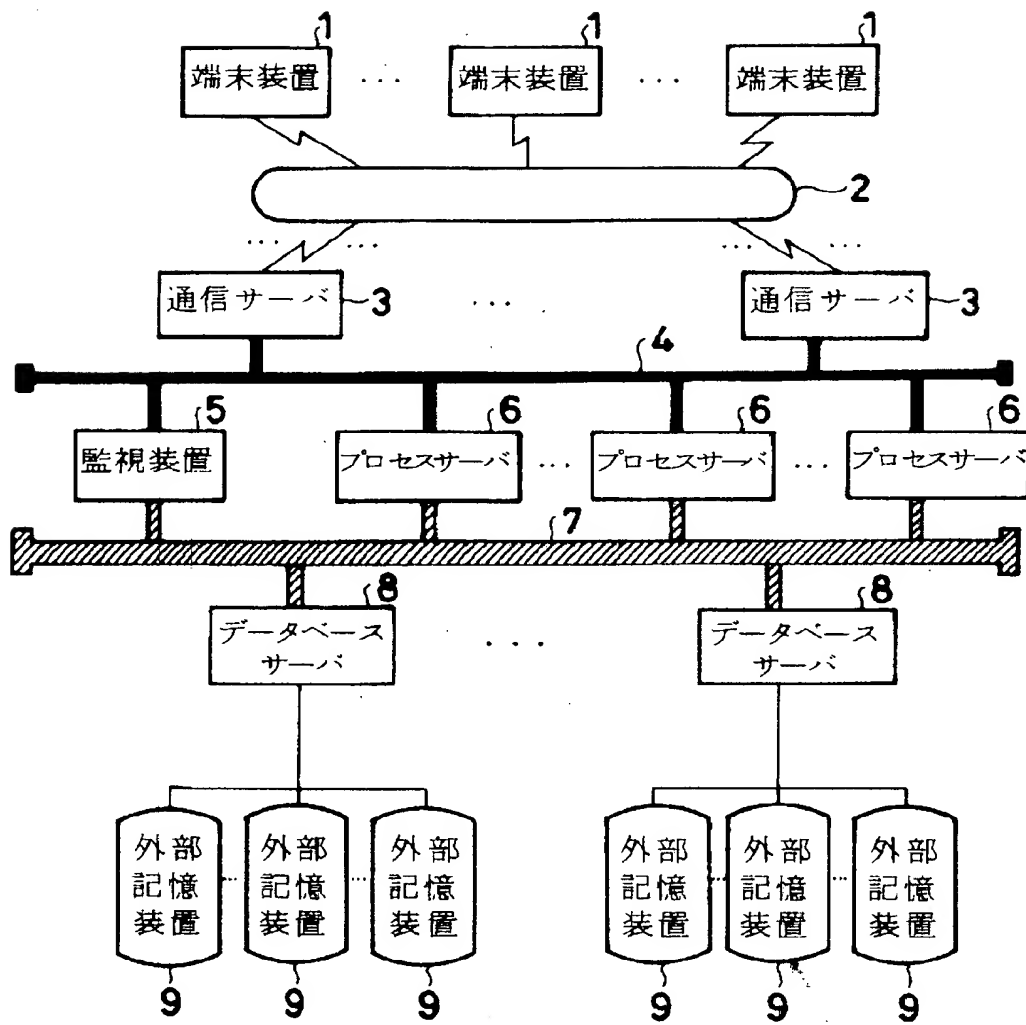 1 1 1
端末装置 ... 端末装置 ... 端末装置
2
... ... ... ...
通信サーバ 3 ... 通信サーバ 3
4
5 6 6 6
監視装置 プロセスサーバ ... プロセスサーバ ... プロセスサーバ
7
8 8
データベース ... データベース
サーバ サーバ
外部 外部 外部 外部 外部 外部
記憶 ... 記憶 ... 記憶 記憶 ... 記憶 ... 記憶
装置 装置 装置 装置 装置 装置
9 9 9 9 9 9